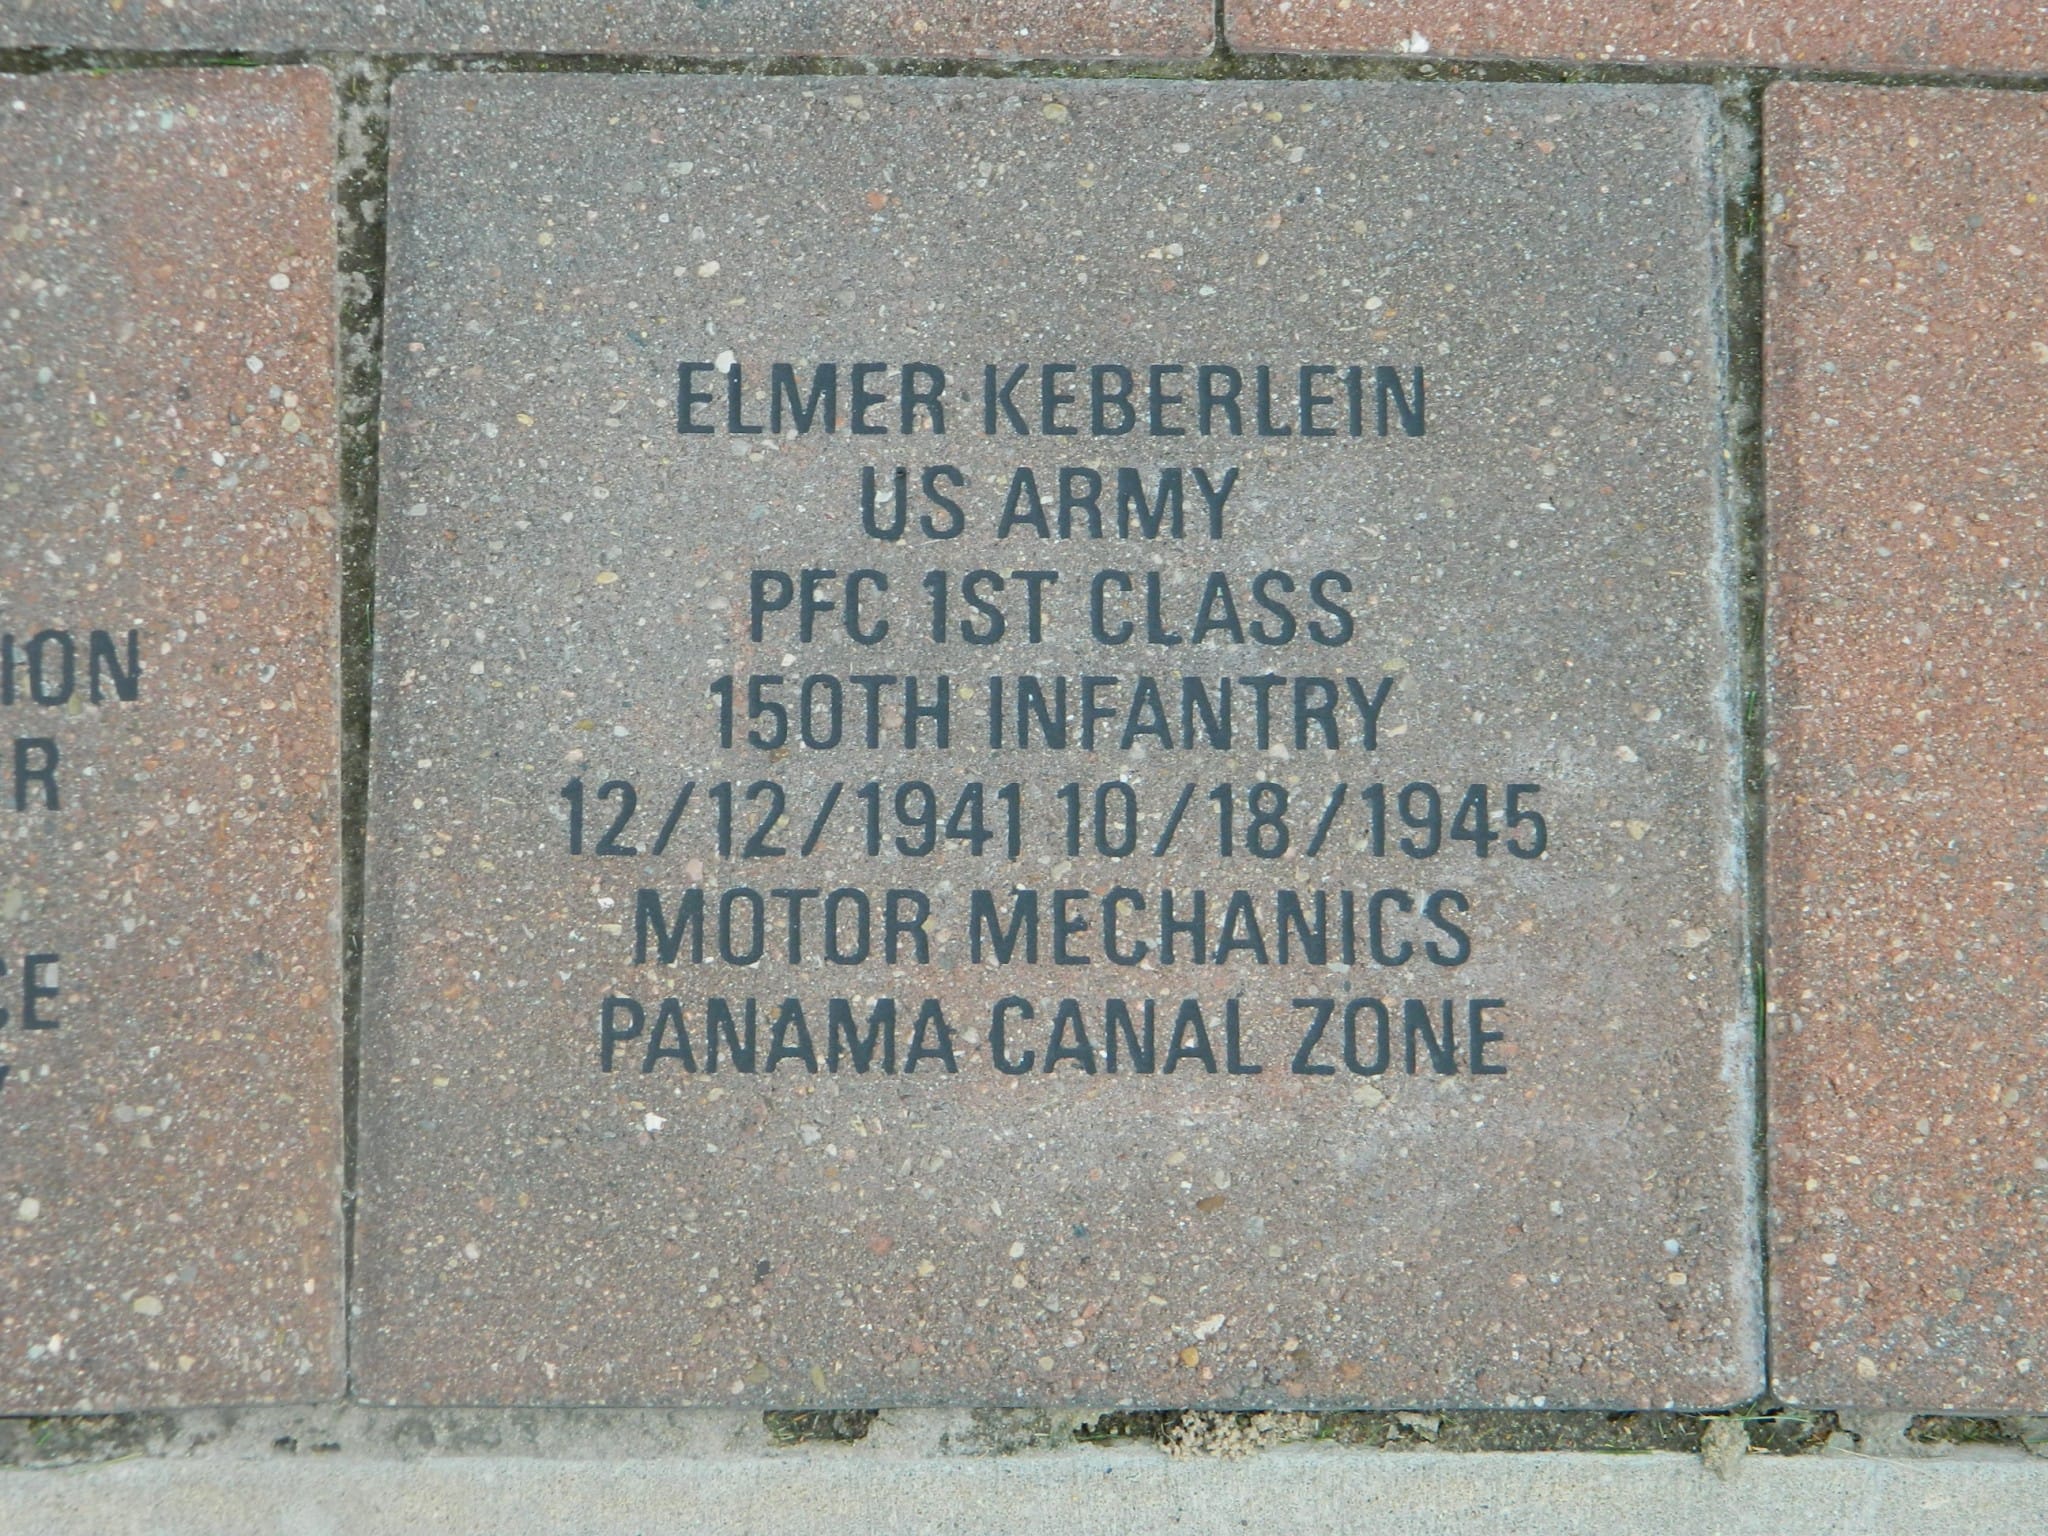 ELMER KEBERLEIN
US ARMY
PFC 1ST CLASS
150TH INFANTRY
12/12/1941 10/18/1945
MOTOR MECHANICS
PANAMA CANAL ZONE